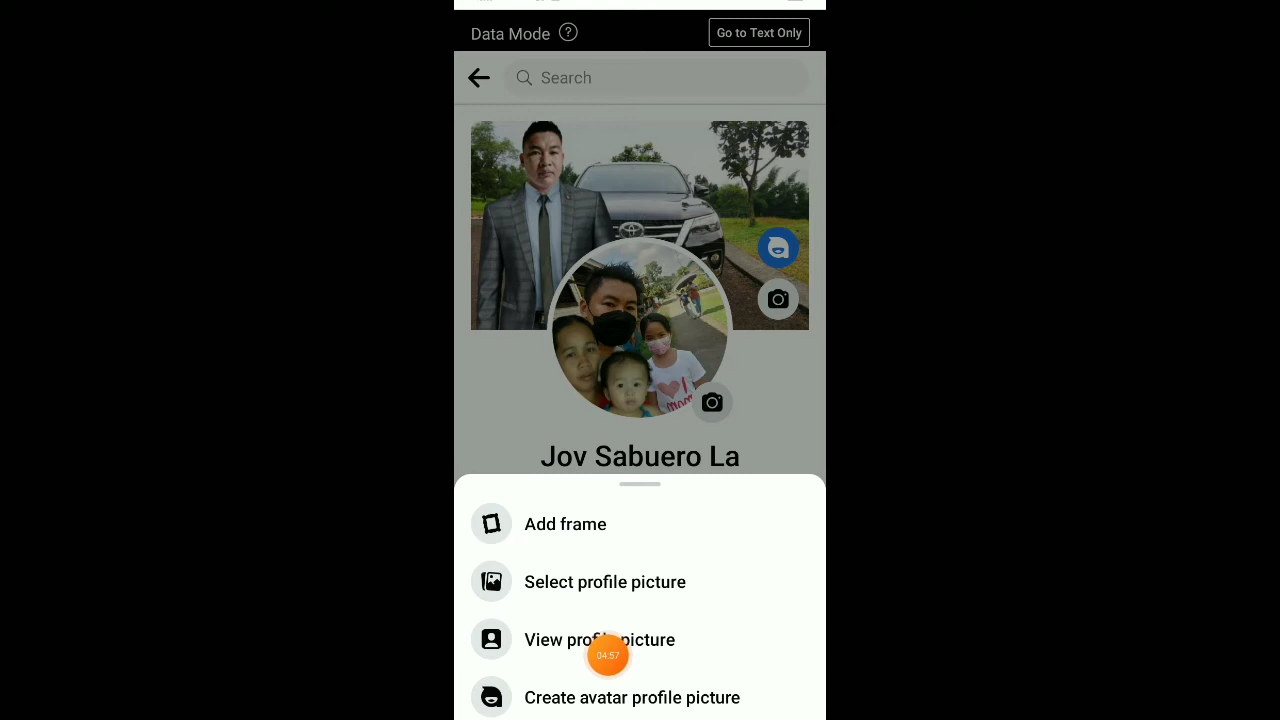 Data Mode ?
Go to Text Only
Search
Jov Sabuero La
Add frame
Select profile picture
View profile picture
04:57
Create avatar profile picture